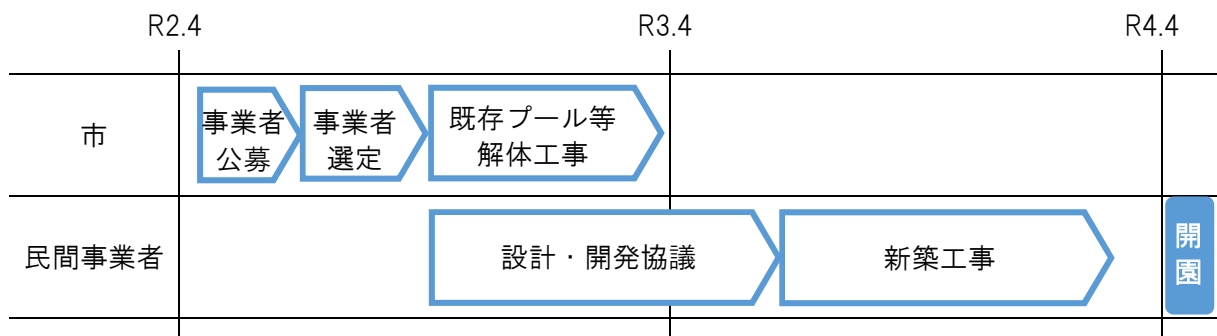 R2.4
R3.4
R4.4
市
事業者
公募
事業者
選定
既存プール等
解体工事
民間事業者
設計・開発協議
新築工事
開
園